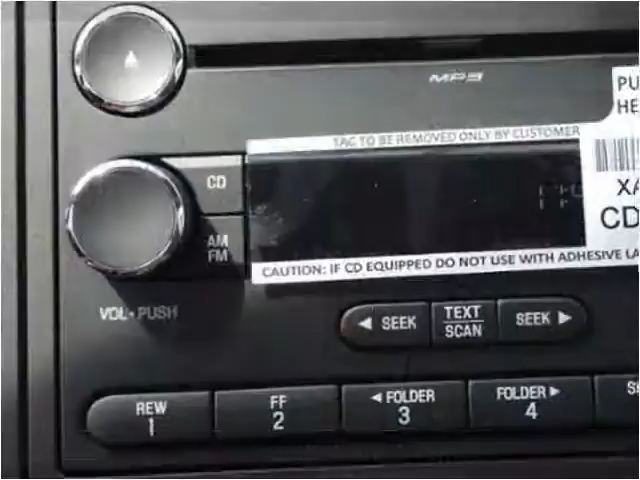 MP3
PU
HE
TAG TO BE REMOVED ONLY BY CUSTOMER
XA
CD
CD
AM
FM
CAUTION: IF CD EQUIPPED DO NOT USE WITH ADHESIVE LA
VOL • PUSH
◄ SEEK
TEXT
SCAN
SEEK ►
REW
1
FF
2
◄ FOLDER
3
FOLDER ►
4